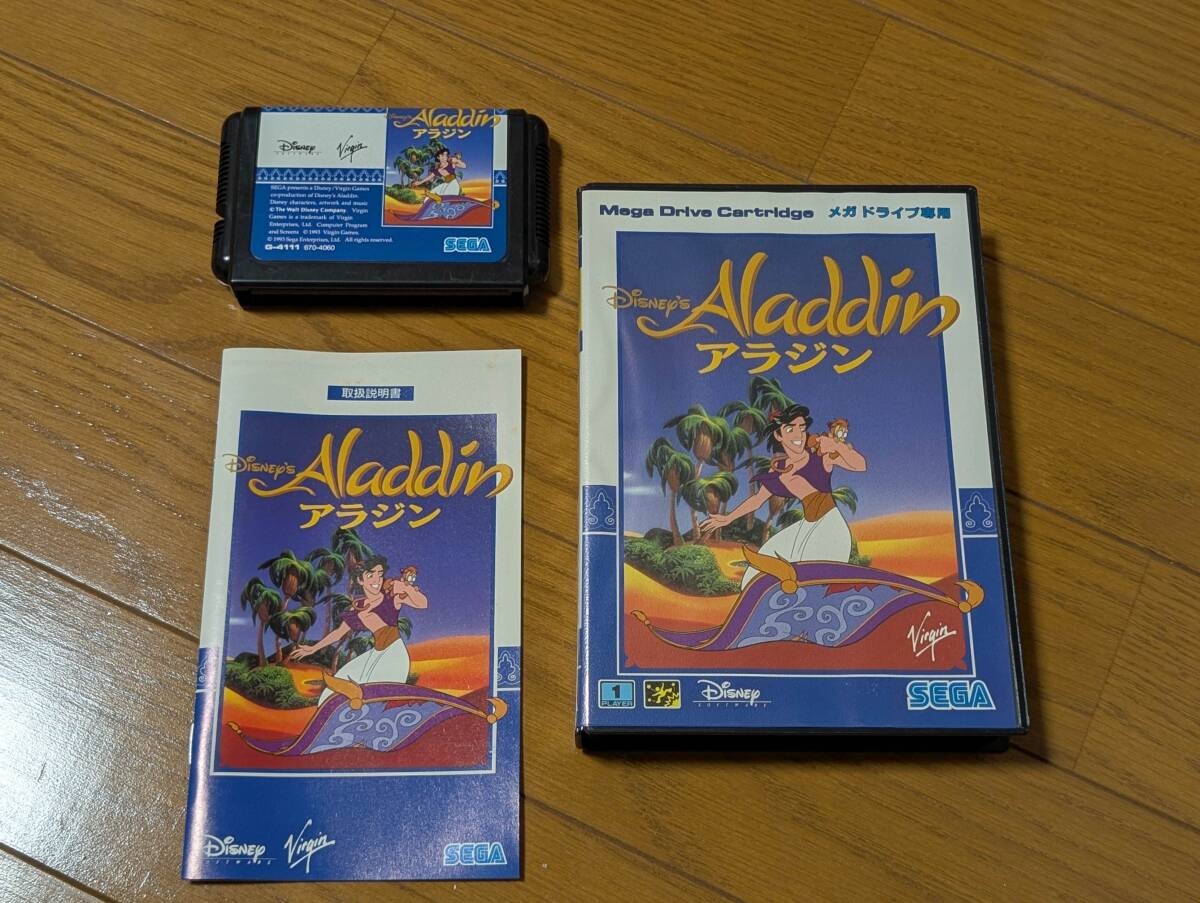 Disney's
Aladdin
アラジン
Disney
SOFTWARE
Virgin
SEGA presents a Disney/Virgin Games
co-production of Disney's Aladdin.
Disney characters, artwork and music
© The Walt Disney Company. Virgin
Games is a trademark of Virgin
Enterprises, Ltd. Computer Program
and Screens © 1993 Virgin Games.
© 1993 Sega Enterprises, Ltd. All rights reserved.
G-4111 670-4060
SEGA
Mega Drive Cartridge メガドライブ専用
Disney's
Aladdin
アラジン
Virgin
1
PLAYER
Disney
SOFTWARE
SEGA
取扱説明書
Disney's
Aladdin
アラジン
Disney
SOFTWARE
Virgin
SEGA